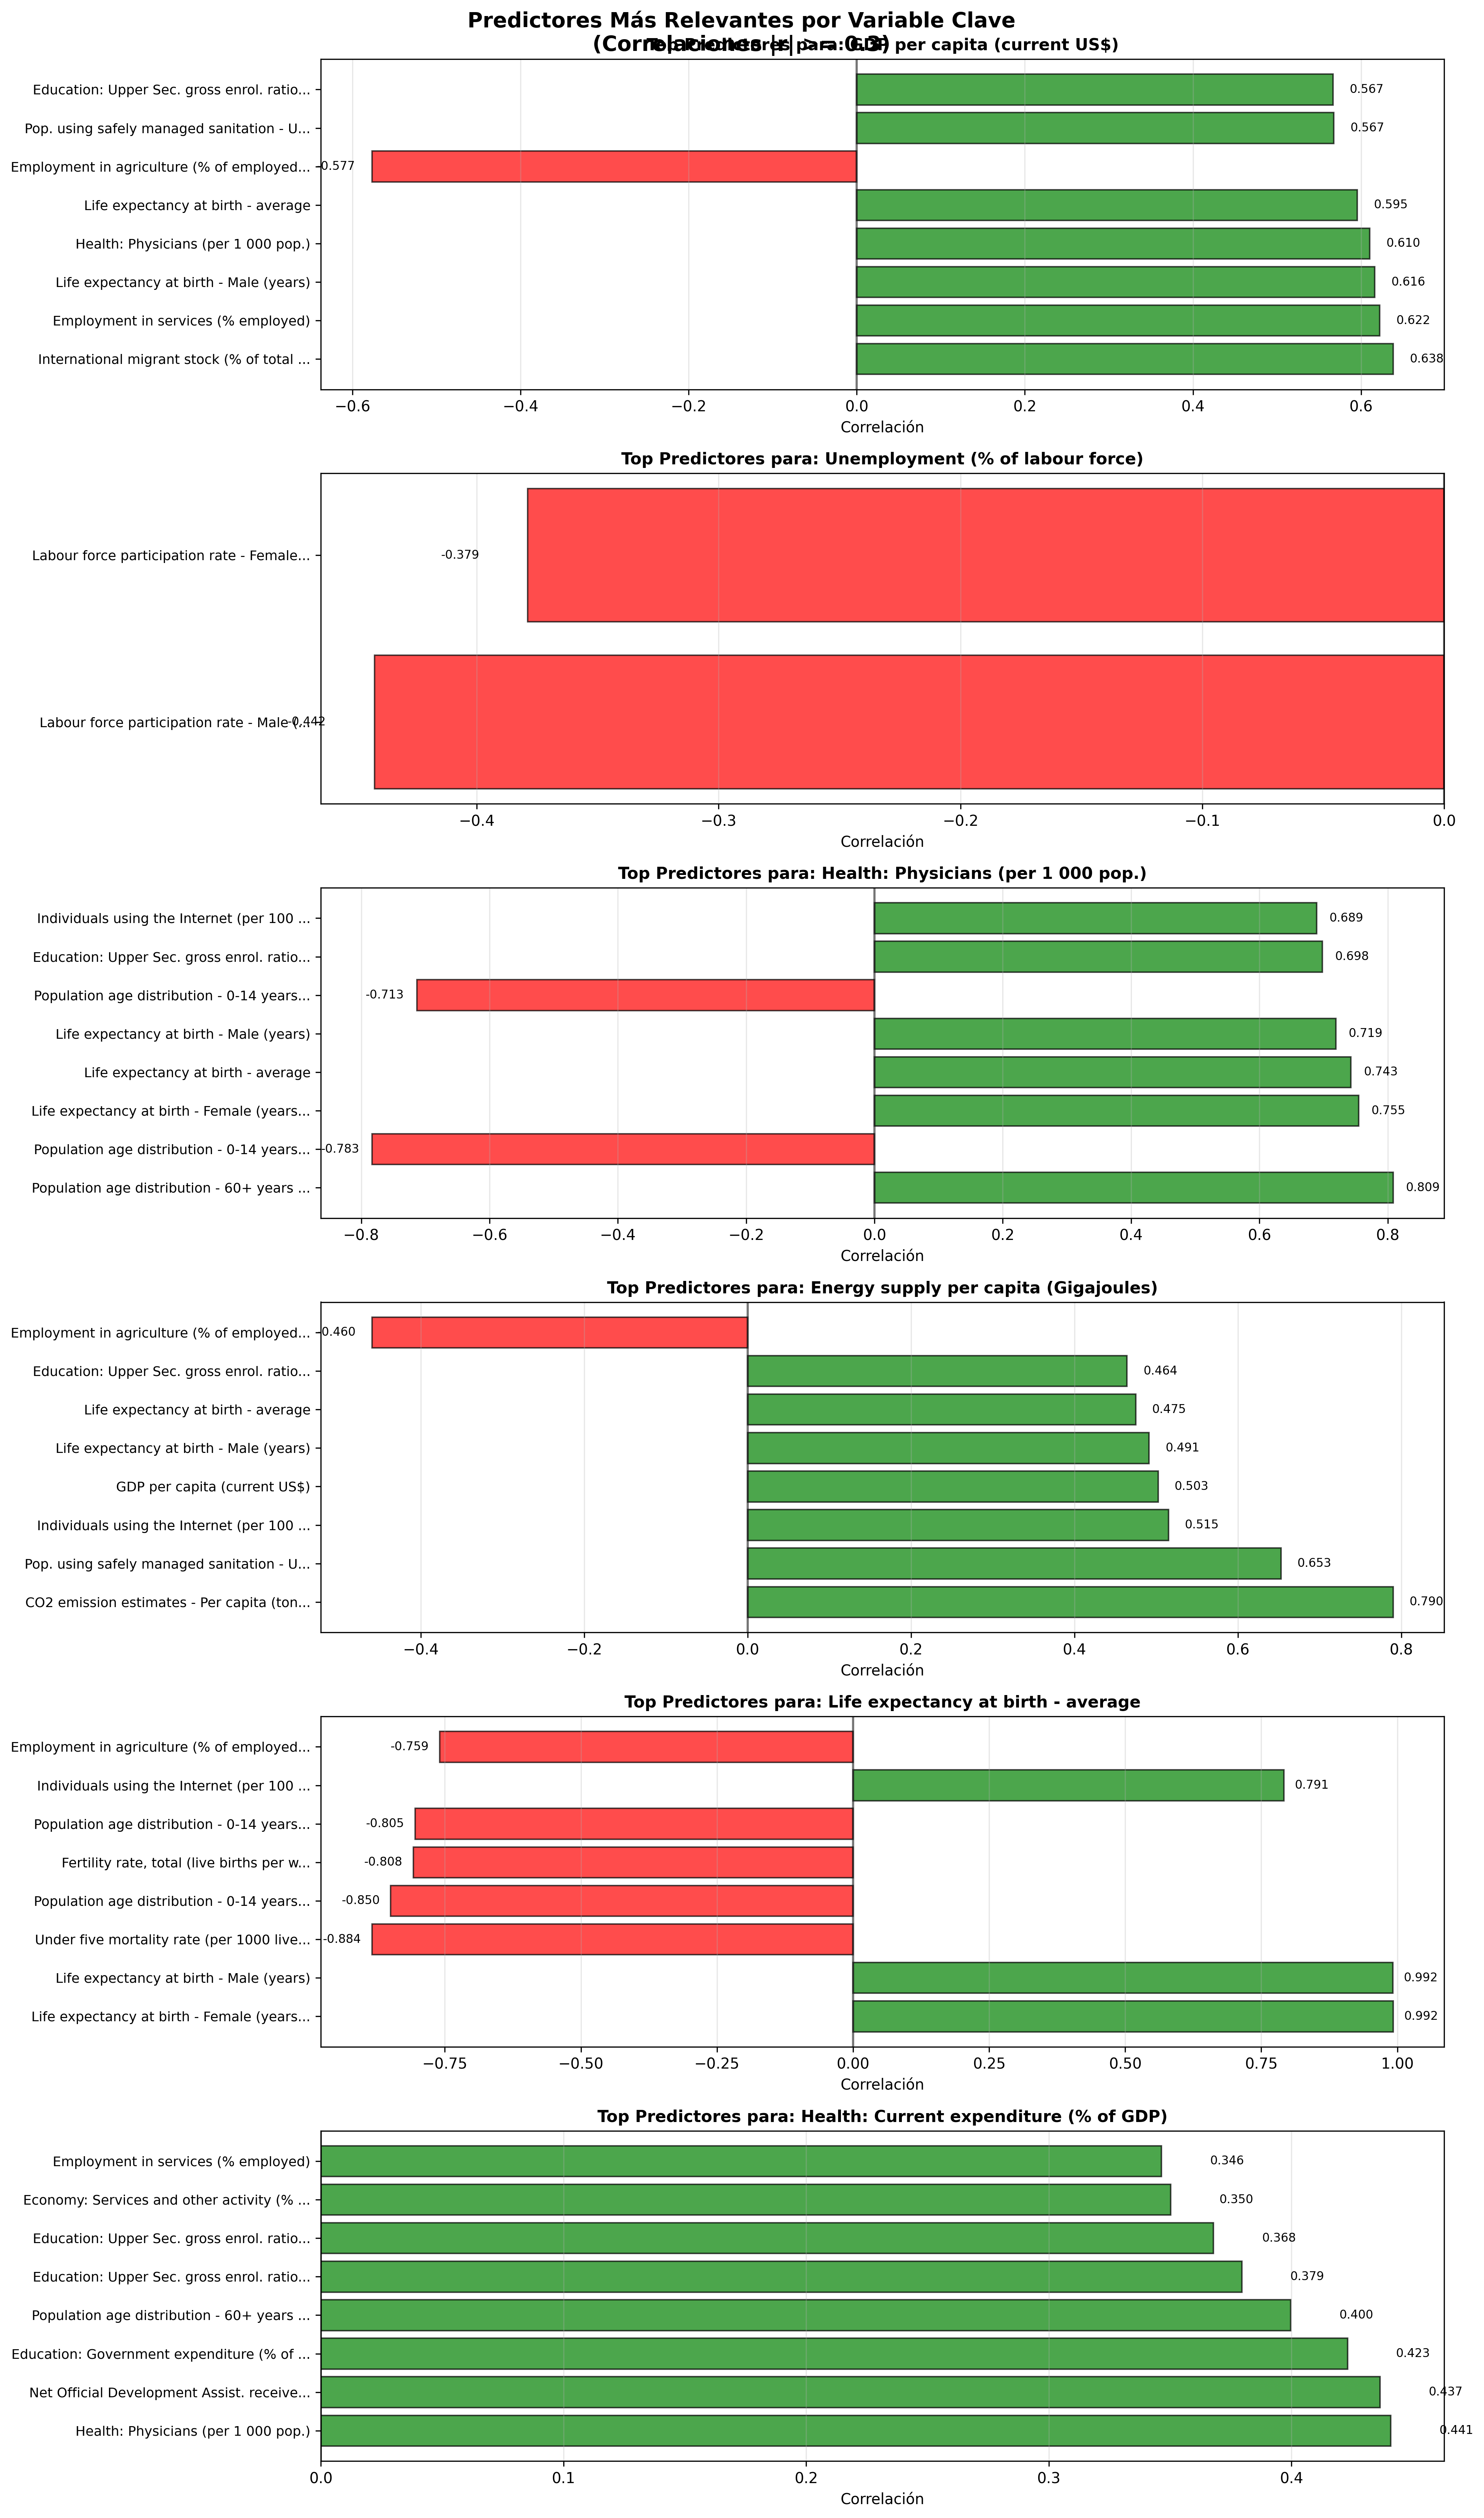 Predictores Más Relevantes por Variable Clave
(Correlaciones |r| >= 0.3)
Top Predictores para: GDP per capita (current US$)
Education: Upper Sec. gross enrol. ratio... 0.567
Pop. using safely managed sanitation - U... 0.567
Employment in agriculture (% of employed... -0.577
Life expectancy at birth - average 0.595
Health: Physicians (per 1 000 pop.) 0.610
Life expectancy at birth - Male (years) 0.616
Employment in services (% employed) 0.622
International migrant stock (% of total ... 0.638
−0.6 −0.4 −0.2 0.0 0.2 0.4 0.6
Correlación
Top Predictores para: Unemployment (% of labour force)
Labour force participation rate - Female... -0.379
Labour force participation rate - Male (... -0.442
−0.4 −0.3 −0.2 −0.1 0.0
Correlación
Top Predictores para: Health: Physicians (per 1 000 pop.)
Individuals using the Internet (per 100 ... 0.689
Education: Upper Sec. gross enrol. ratio... 0.698
Population age distribution - 0-14 years... -0.713
Life expectancy at birth - Male (years) 0.719
Life expectancy at birth - average 0.743
Life expectancy at birth - Female (years... 0.755
Population age distribution - 0-14 years... -0.783
Population age distribution - 60+ years ... 0.809
−0.8 −0.6 −0.4 −0.2 0.0 0.2 0.4 0.6 0.8
Correlación
Top Predictores para: Energy supply per capita (Gigajoules)
Employment in agriculture (% of employed... -0.460
Education: Upper Sec. gross enrol. ratio... 0.464
Life expectancy at birth - average 0.475
Life expectancy at birth - Male (years) 0.491
GDP per capita (current US$) 0.503
Individuals using the Internet (per 100 ... 0.515
Pop. using safely managed sanitation - U... 0.653
CO2 emission estimates - Per capita (ton... 0.790
−0.4 −0.2 0.0 0.2 0.4 0.6 0.8
Correlación
Top Predictores para: Life expectancy at birth - average
Employment in agriculture (% of employed... -0.759
Individuals using the Internet (per 100 ... 0.791
Population age distribution - 0-14 years... -0.805
Fertility rate, total (live births per w... -0.808
Population age distribution - 0-14 years... -0.850
Under five mortality rate (per 1000 live... -0.884
Life expectancy at birth - Male (years) 0.992
Life expectancy at birth - Female (years... 0.992
−0.75 −0.50 −0.25 0.00 0.25 0.50 0.75 1.00
Correlación
Top Predictores para: Health: Current expenditure (% of GDP)
Employment in services (% employed) 0.346
Economy: Services and other activity (% ... 0.350
Education: Upper Sec. gross enrol. ratio... 0.368
Education: Upper Sec. gross enrol. ratio... 0.379
Population age distribution - 60+ years ... 0.400
Education: Government expenditure (% of ... 0.423
Net Official Development Assist. receive... 0.437
Health: Physicians (per 1 000 pop.) 0.441
0.0 0.1 0.2 0.3 0.4
Correlación